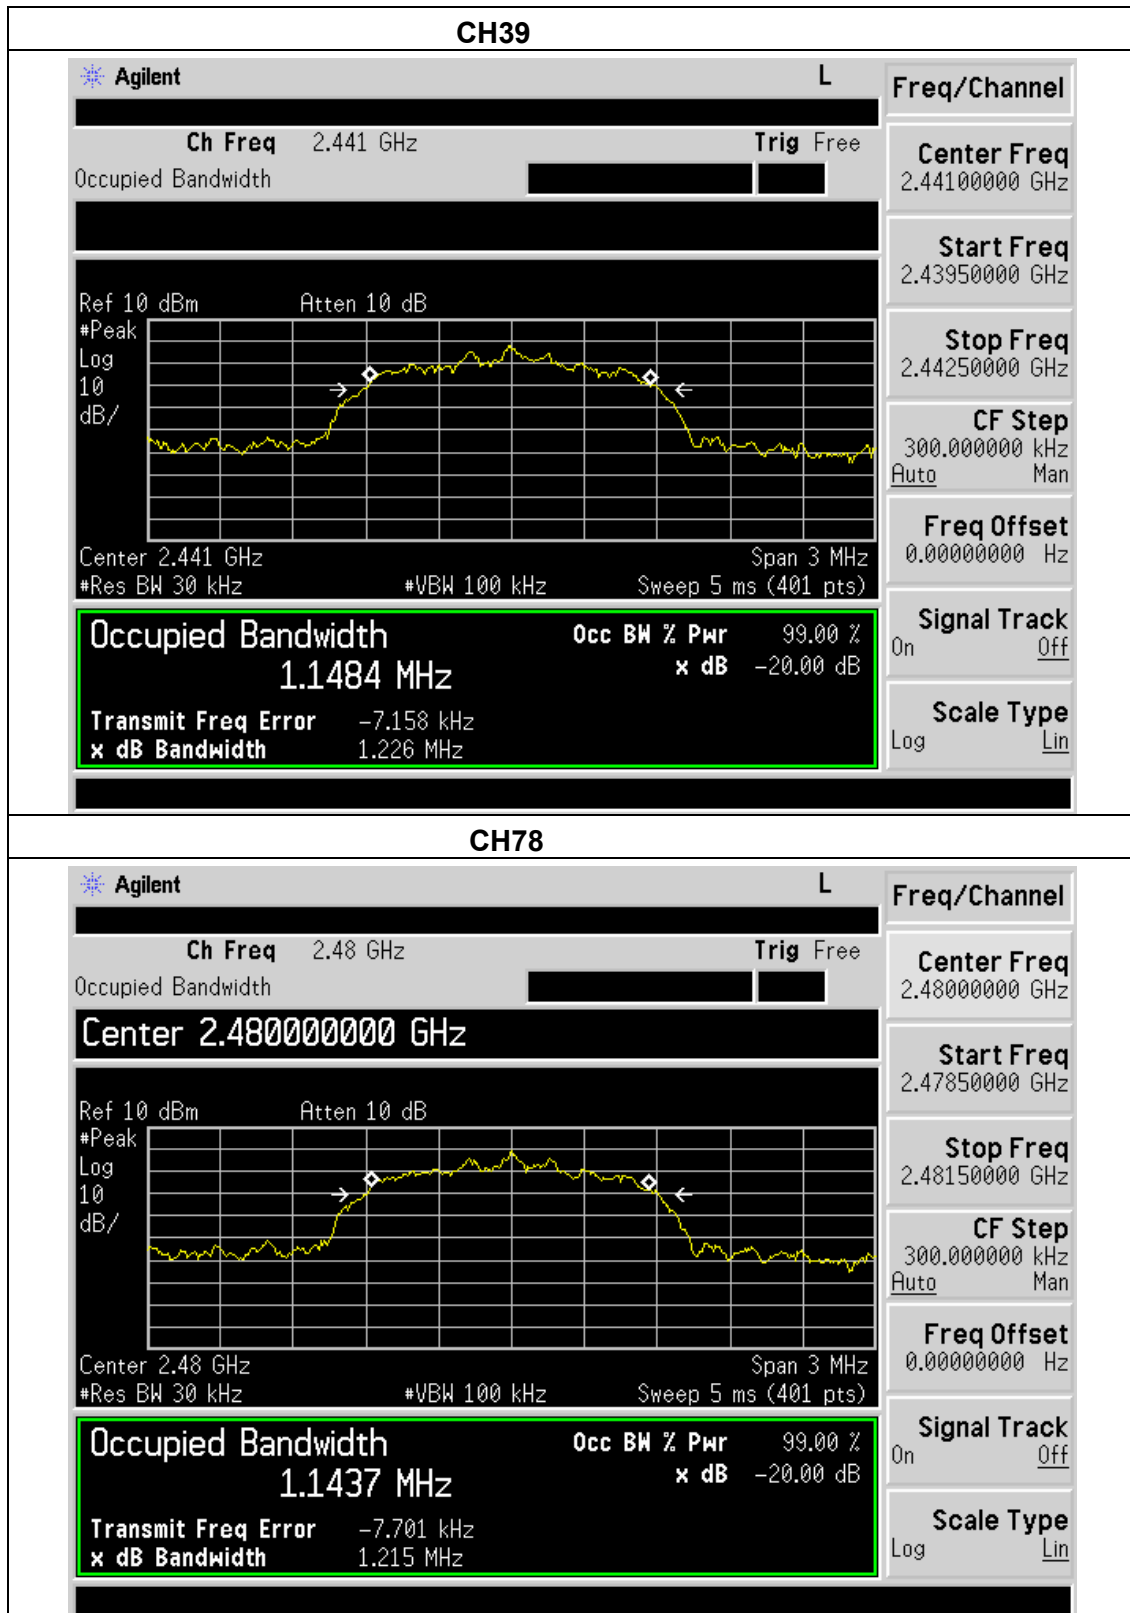 CH39
Agilent L
Freq/Channel
Ch Freq 2.441 GHz Trig Free
Occupied Bandwidth
Center Freq
2.44100000 GHz
Start Freq
2.43950000 GHz
Stop Freq
2.44250000 GHz
CF Step
300.000000 kHz
Auto Man
Freq Offset
0.00000000 Hz
Signal Track
On Off
Scale Type
Log Lin
Ref 10 dBm Atten 10 dB
#Peak
Log
10
dB/
Center 2.441 GHz Span 3 MHz
#Res BW 30 kHz #VBW 100 kHz Sweep 5 ms (401 pts)
Occupied Bandwidth Occ BW % Pwr 99.00 %
1.1484 MHz x dB -20.00 dB
Transmit Freq Error -7.158 kHz
x dB Bandwidth 1.226 MHz
CH78
Agilent L
Freq/Channel
Ch Freq 2.48 GHz Trig Free
Occupied Bandwidth
Center 2.480000000 GHz
Center Freq
2.48000000 GHz
Start Freq
2.47850000 GHz
Stop Freq
2.48150000 GHz
CF Step
300.000000 kHz
Auto Man
Freq Offset
0.00000000 Hz
Signal Track
On Off
Scale Type
Log Lin
Ref 10 dBm Atten 10 dB
#Peak
Log
10
dB/
Center 2.48 GHz Span 3 MHz
#Res BW 30 kHz #VBW 100 kHz Sweep 5 ms (401 pts)
Occupied Bandwidth Occ BW % Pwr 99.00 %
1.1437 MHz x dB -20.00 dB
Transmit Freq Error -7.701 kHz
x dB Bandwidth 1.215 MHz